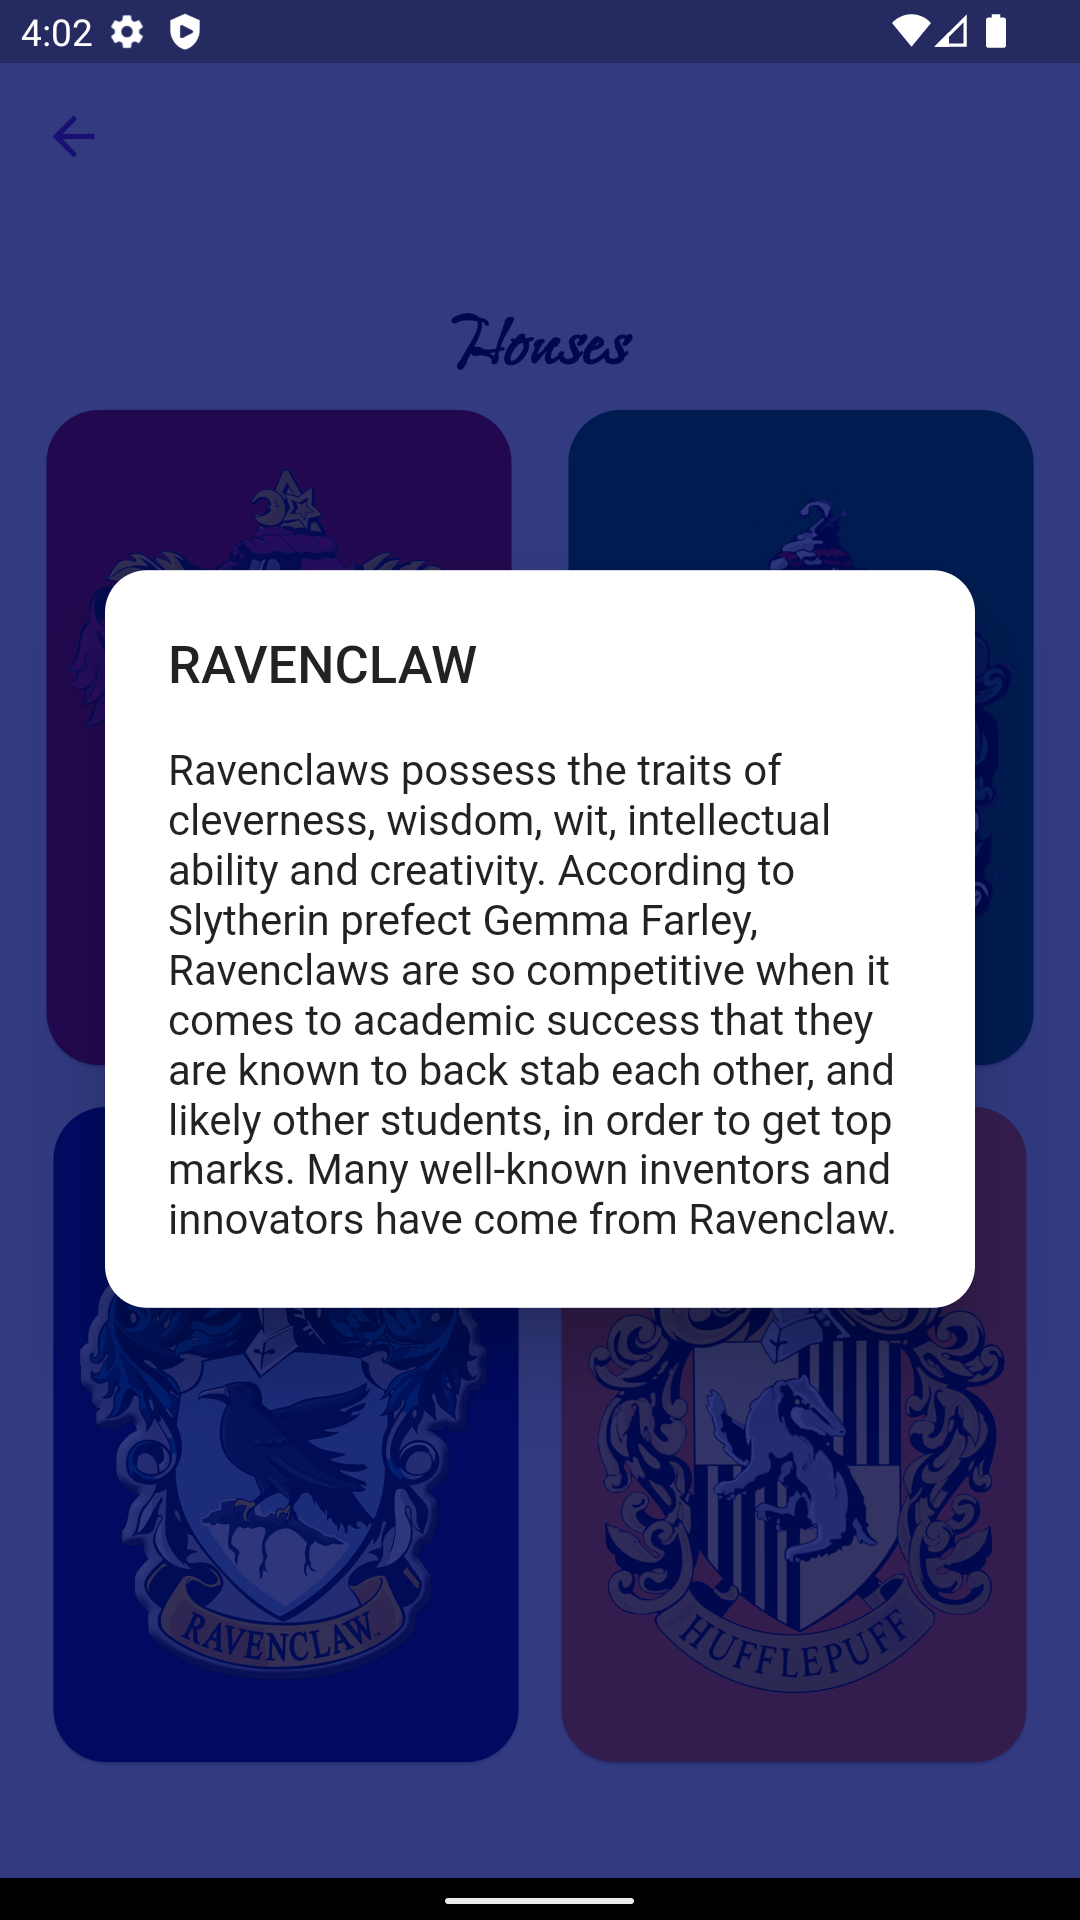 4:02
Houses
RAVENCLAW
Ravenclaws possess the traits of
cleverness, wisdom, wit, intellectual
ability and creativity. According to
Slytherin prefect Gemma Farley,
Ravenclaws are so competitive when it
comes to academic success that they
are known to back stab each other, and
likely other students, in order to get top
marks. Many well-known inventors and
innovators have come from Ravenclaw.
RAVENCLAW
HUFFLEPUFF